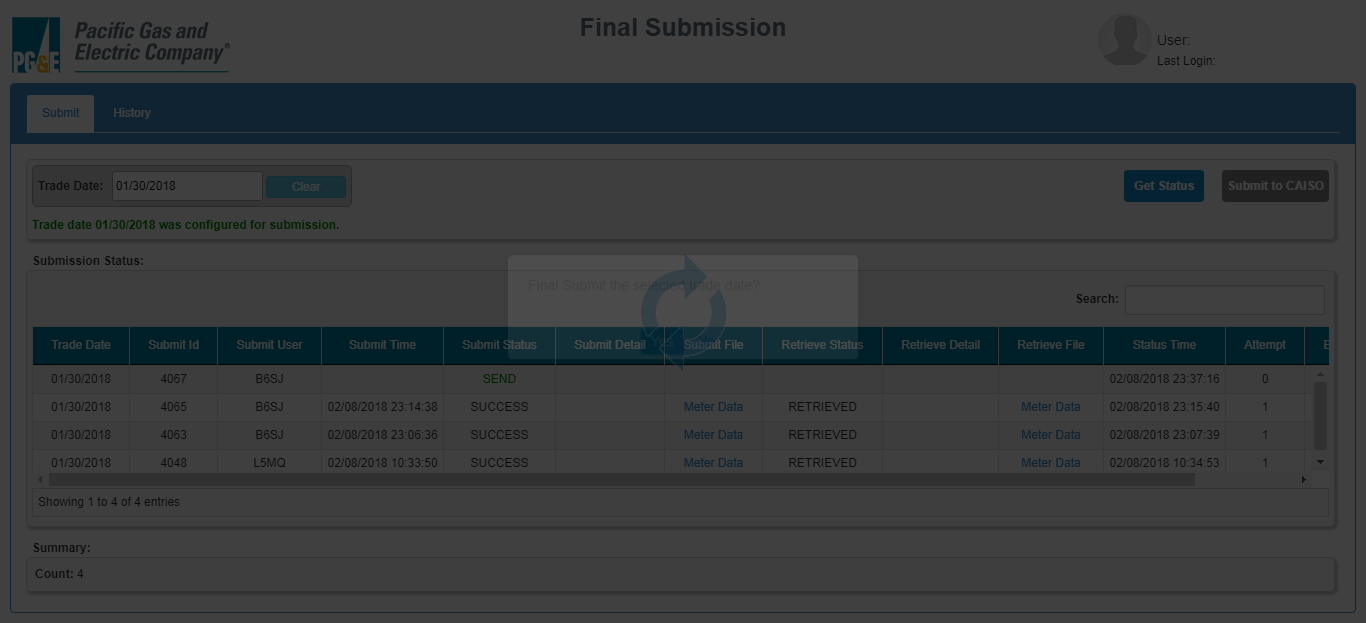 Pacific Gas and
Electric Company®
PG&E
Final Submission
User:
Last Login:
Submit History
Trade Date: 01/30/2018 Clear
Get Status Submit to CAISO
Trade date 01/30/2018 was configured for submission.
Submission Status:
Final Submit the selected trade date?
Yes
Search:
Trade Date Submit Id Submit User Submit Time Submit Status Submit Detail Submit File Retrieve Status Retrieve Detail Retrieve File Status Time Attempt
01/30/2018 4067 B6SJ SEND 02/08/2018 23:37:16 0
01/30/2018 4065 B6SJ 02/08/2018 23:14:38 SUCCESS Meter Data RETRIEVED Meter Data 02/08/2018 23:15:40 1
01/30/2018 4063 B6SJ 02/08/2018 23:06:36 SUCCESS Meter Data RETRIEVED Meter Data 02/08/2018 23:07:39 1
01/30/2018 4048 L5MQ 02/08/2018 10:33:50 SUCCESS Meter Data RETRIEVED Meter Data 02/08/2018 10:34:53 1
Showing 1 to 4 of 4 entries
Summary:
Count: 4